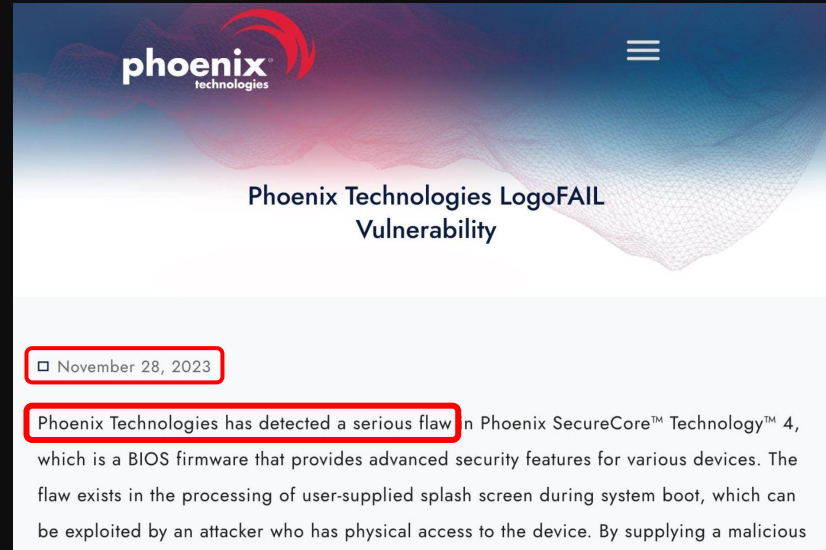 phoenix
technologies
Phoenix Technologies LogoFAIL
Vulnerability
November 28, 2023
Phoenix Technologies has detected a serious flaw in Phoenix SecureCore™ Technology™ 4,
which is a BIOS firmware that provides advanced security features for various devices. The
flaw exists in the processing of user-supplied splash screen during system boot, which can
be exploited by an attacker who has physical access to the device. By supplying a malicious